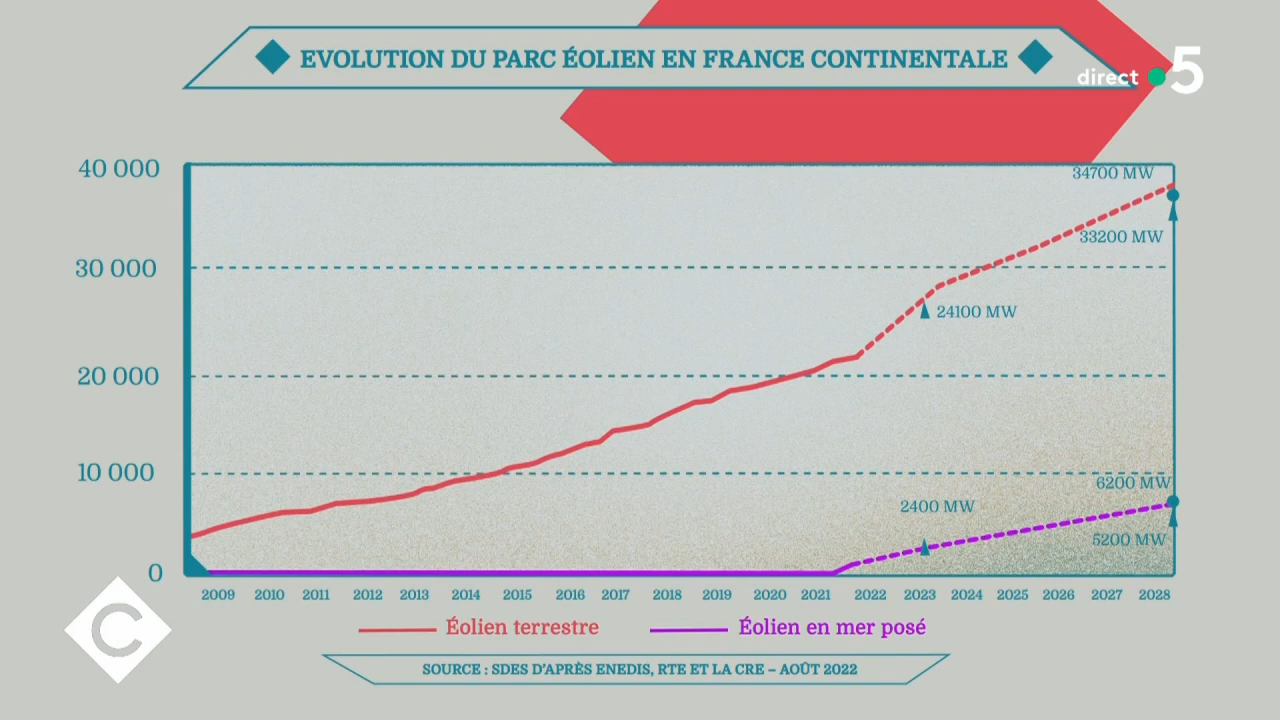 EVOLUTION DU PARC ÉOLIEN EN FRANCE CONTINENTALE
direct 5
40 000
34700 MW
33200 MW
30 000
24100 MW
20 000
10 000
6200 MW
2400 MW
5200 MW
0
2009 2010 2011 2012 2013 2014 2015 2016 2017 2018 2019 2020 2021 2022 2023 2024 2025 2026 2027 2028
Éolien terrestre Éolien en mer posé
C
SOURCE : SDES D'APRÈS ENEDIS, RTE ET LA CRE – AOÛT 2022